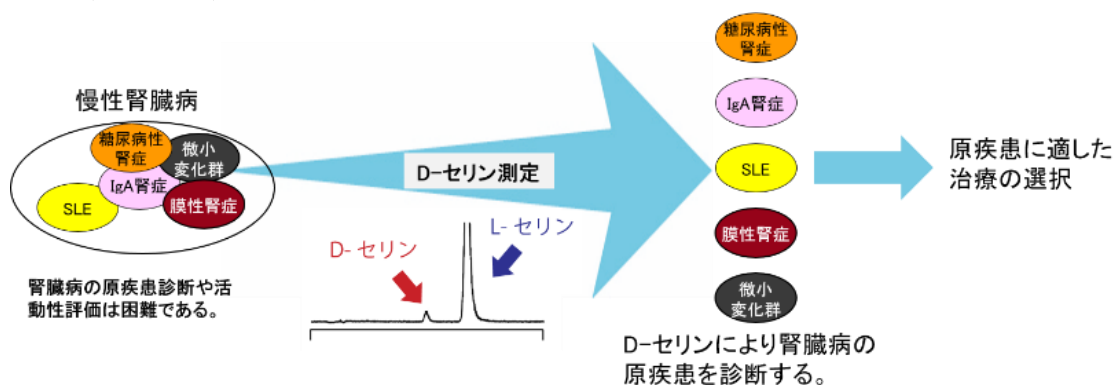 慢性腎臓病
糖尿病性
腎症
微小
変化群
IgA腎症
SLE
膜性腎症
腎臓病の原疾患診断や活
動性評価は困難である。
D-セリン測定
L- セリン
D- セリン
糖尿病性
腎症
IgA腎症
SLE
膜性腎症
微小
変化群
D-セリンにより腎臓病の
原疾患を診断する。
原疾患に適した
治療の選択